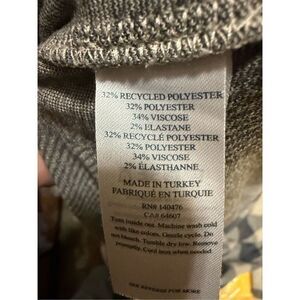 32% RECYCLED POLYESTER
32% POLYESTER
34% VISCOSE
2% ELASTANE
32% RECYCLÉ POLYESTER
32% POLYESTER
34% VISCOSE
2% ÉLASTHANNE
MADE IN TURKEY
FABRIQUÉ EN TURQUIE
RN# 140476
CA# 64607
Turn inside out. Machine wash cold
with like colors. Gentle cycle. Do
not bleach. Tumble dry low. Remove
promptly. Cool iron when needed
SEE REVERSE FOR MORE